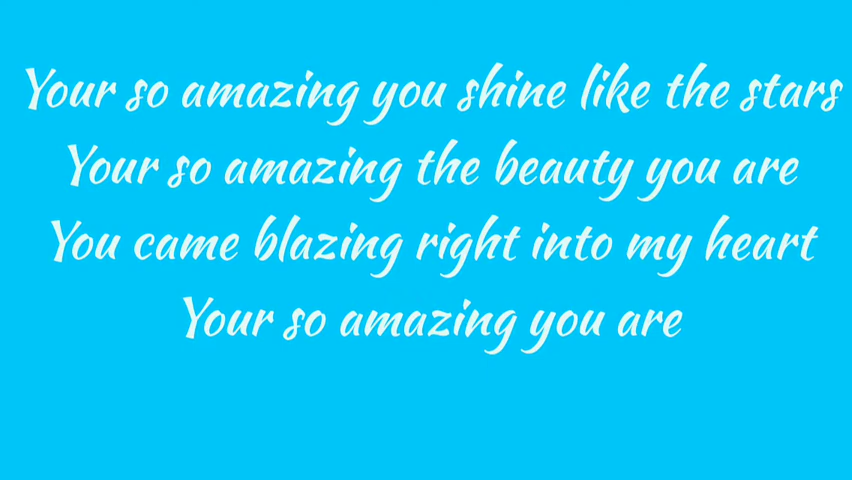 Your so amazing you shine like the stars
Your so amazing the beauty you are
You came blazing right into my heart
Your so amazing you are